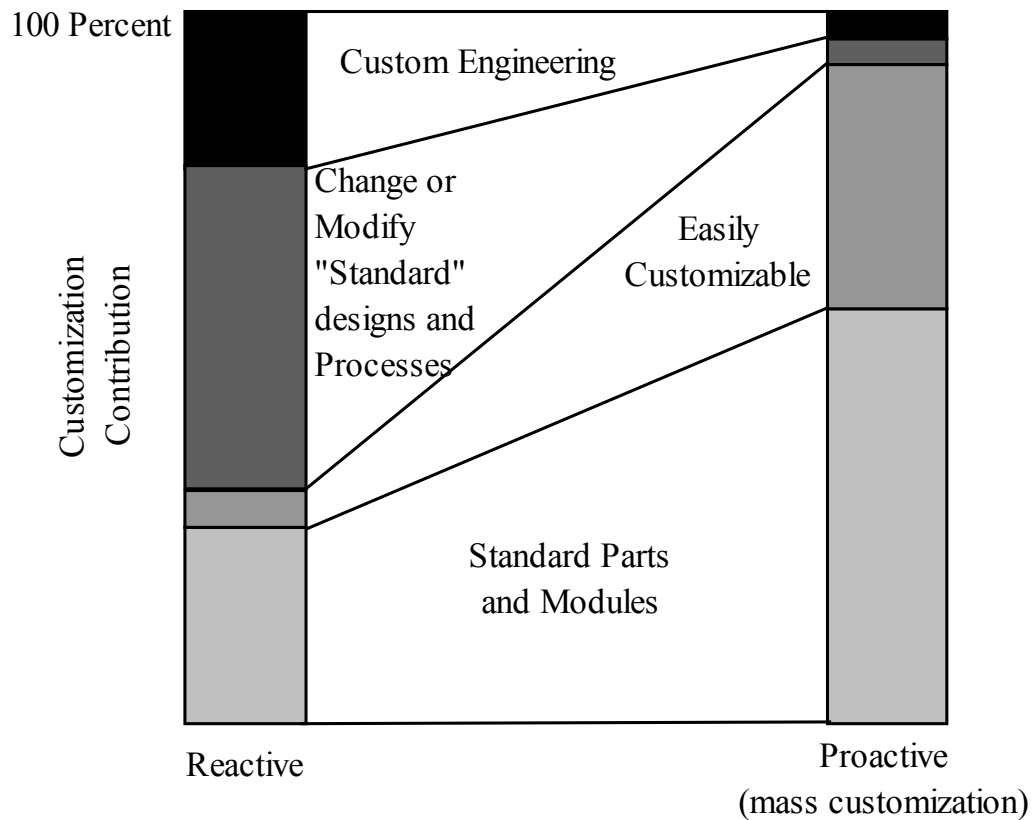 100 Percent
Custom Engineering
Change or
Modify
"Standard"
designs and
Processes
Easily
Customizable
Customization
Contribution
Standard Parts
and Modules
Reactive
Proactive
(mass customization)